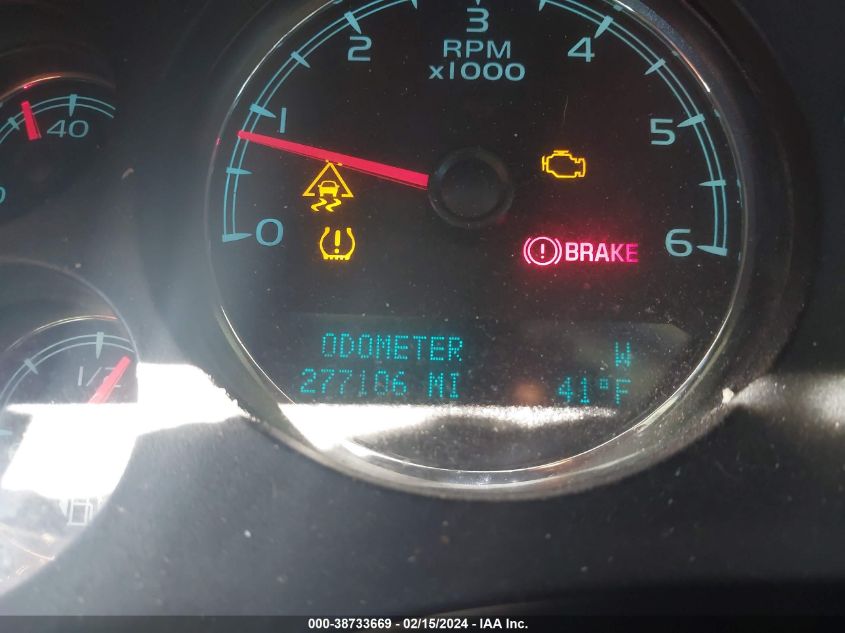 3
2
4
RPM
x1000
1
5
40
0
6
BRAKE
ODOMETER
W
277186 MI
41°F
1/2
000-38733669 - 02/15/2024 - IAA Inc.